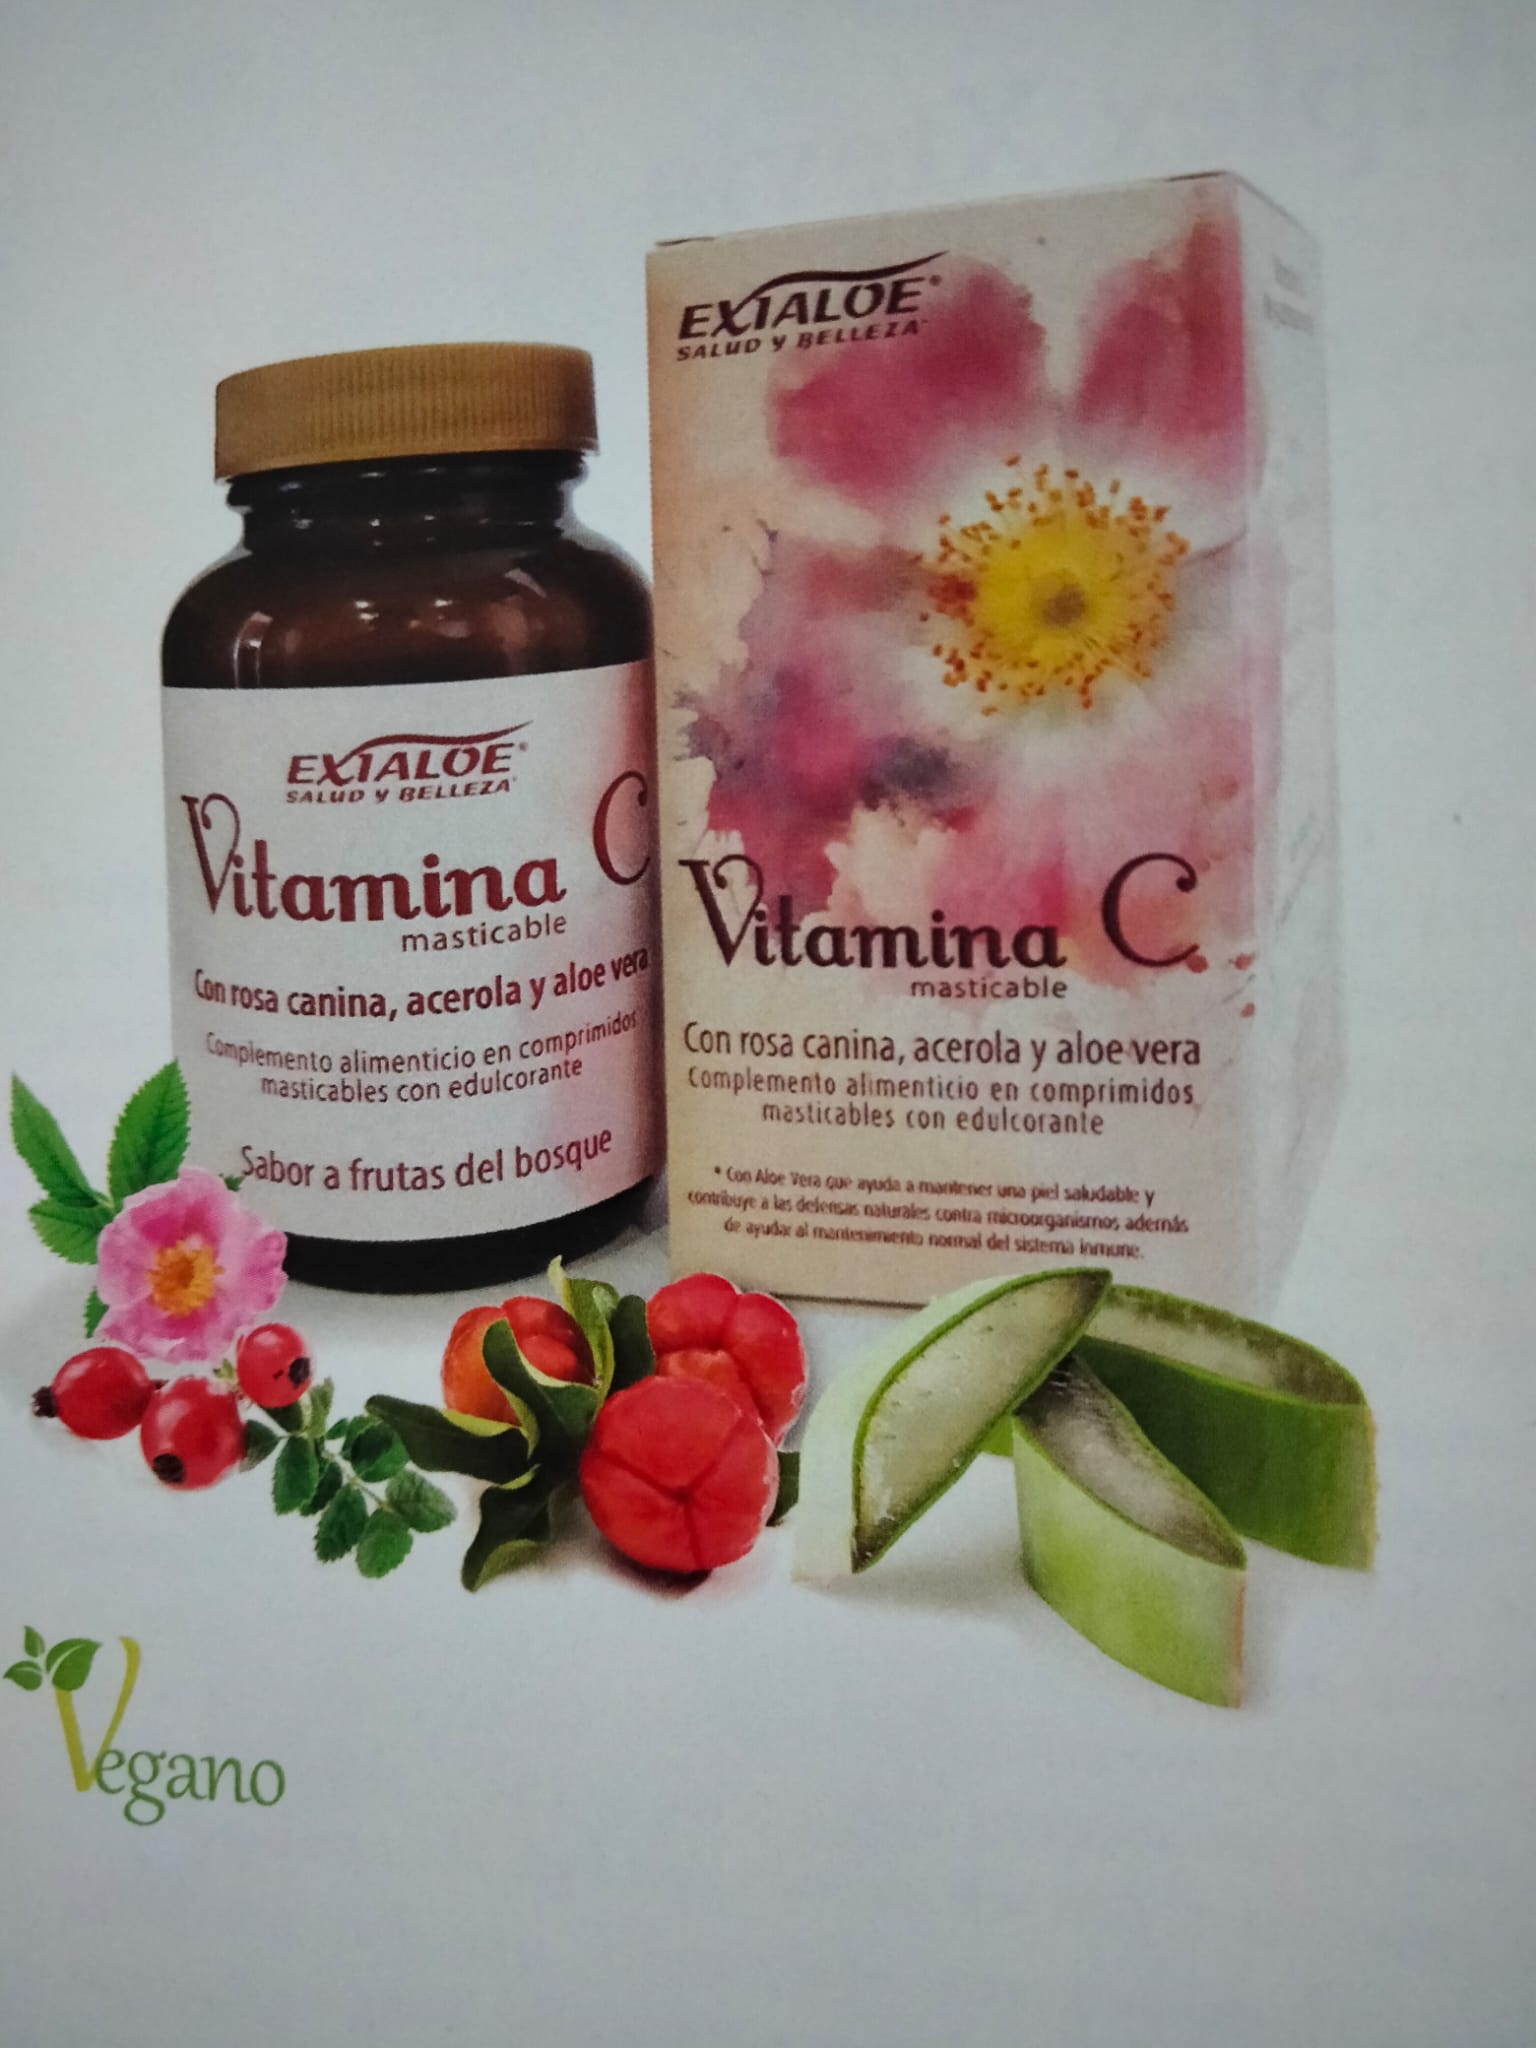 EXIALOE®
SALUD Y BELLEZA
Vitamina C
masticable
Con rosa canina, acerola y aloe vera
Complemento alimenticio en comprimidos
masticables con edulcorante
Sabor a frutas del bosque
EXIALOE®
SALUD Y BELLEZA
Vitamina C
masticable
Con rosa canina, acerola y aloe vera
Complemento alimenticio en comprimidos
masticables con edulcorante
* Con Aloe Vera que ayuda a mantener una piel saludable y
contribuye a las defensas naturales contra microorganismos además
de ayudar al mantenimiento normal del sistema inmune.
Vegano